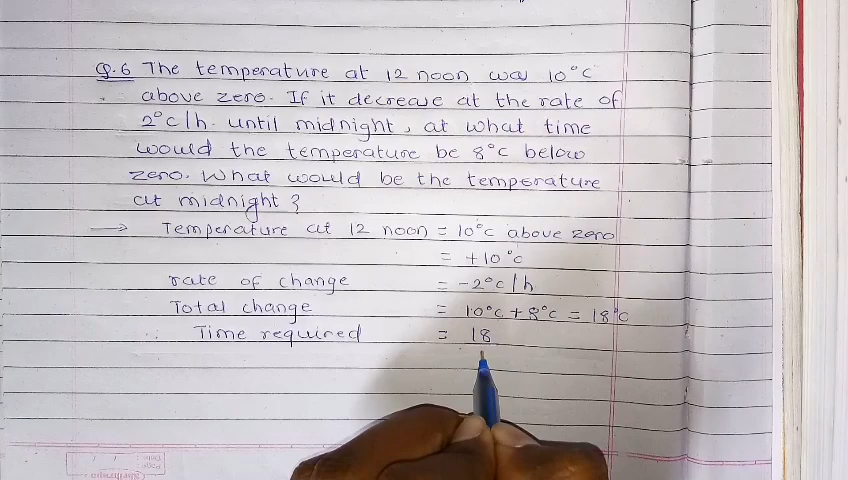 Q.6 The temperature at 12 noon was 10°C
above zero. If it decrease at the rate of
2°C/h. until midnight, at what time
would the temperature be 8°C below
zero. What would be the temperature
at midnight?
→ Temperature at 12 noon = 10°C above zero
= +10°C
rate of change = -2°C/h
Total change = 10°C + 8°C = 18°C
∴ Time required = 18
Page
Date : / /